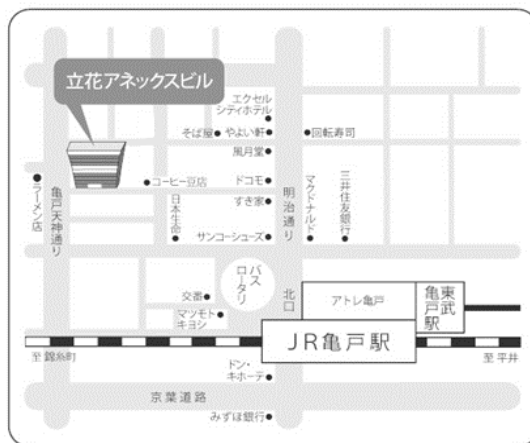 立花アネックスビル
エクセル
シティホテル
そば屋
やよい軒
回転寿司
風月堂
ラーメン店
亀戸天神通り
コーヒー豆店
ドコモ
すき家
日本生命
サンコーシューズ
明治通り
マクドナルド
三井住友銀行
バス
ロータリー
交番
マツモト
キヨシ
北口
アトレ亀戸
東武
亀戸駅
JR亀戸駅
至 錦糸町
至 平井
ドン・
キホーテ
京葉道路
みずほ銀行